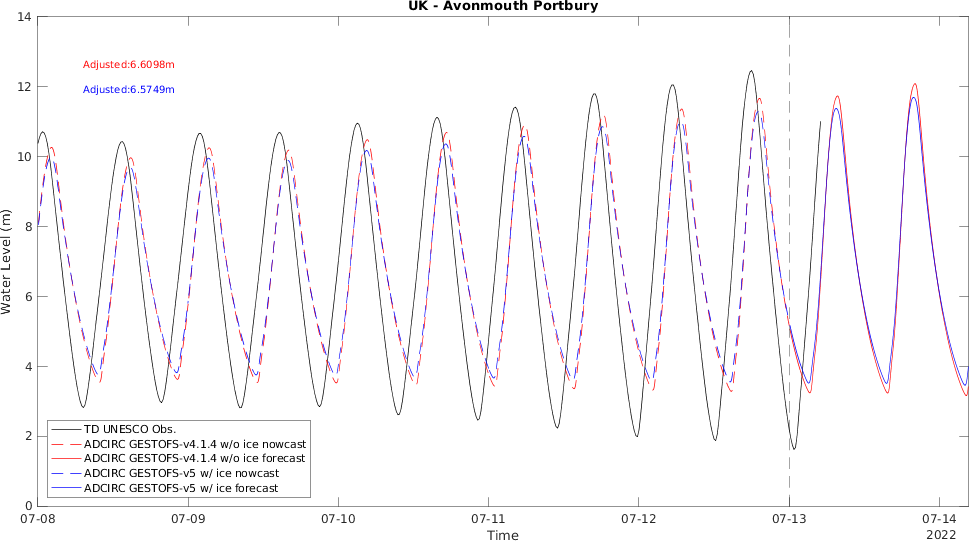 UK - Avonmouth Portbury
14
12
10
8
6
4
2
0
Water Level (m)
Adjusted:6.6098m
Adjusted:6.5749m
TD UNESCO Obs.
ADCIRC GESTOFS-v4.1.4 w/o ice nowcast
ADCIRC GESTOFS-v4.1.4 w/o ice forecast
ADCIRC GESTOFS-v5 w/ ice nowcast
ADCIRC GESTOFS-v5 w/ ice forecast
07-08 07-09 07-10 07-11 07-12 07-13 07-14
2022
Time